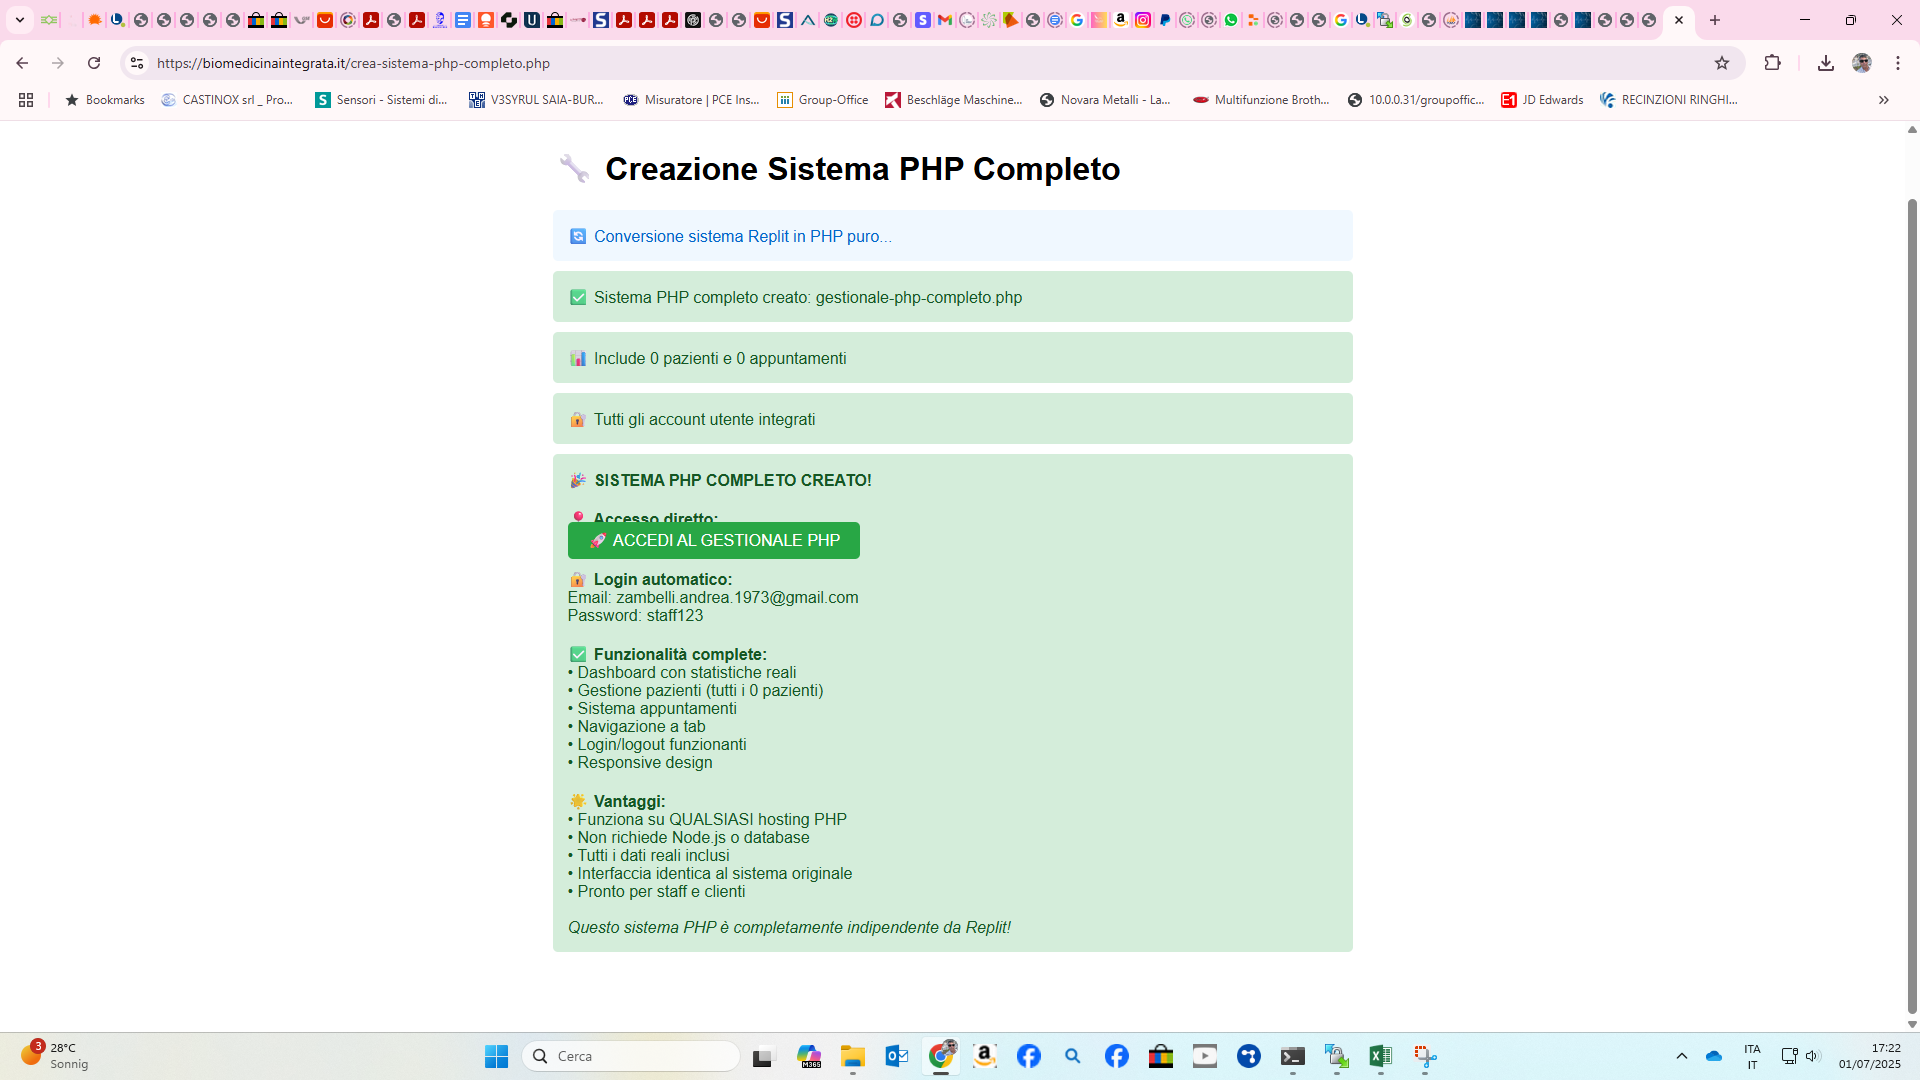 https://biomedicinaintegrata.it/crea-sistema-php-completo.php
Bookmarks
CASTINOX srl _ Pro...
Sensori - Sistemi di...
V3SYRUL SAIA-BUR...
Misuratore | PCE Ins...
Group-Office
Beschläge Maschine...
Novara Metalli - La...
Multifunzione Broth...
10.0.0.31/groupoffic...
JD Edwards
RECINZIONI RINGHI...
Creazione Sistema PHP Completo
Conversione sistema Replit in PHP puro...
Sistema PHP completo creato: gestionale-php-completo.php
Include 0 pazienti e 0 appuntamenti
Tutti gli account utente integrati
SISTEMA PHP COMPLETO CREATO!
Accesso diretto:
ACCEDI AL GESTIONALE PHP
Login automatico:
Email: zambelli.andrea.1973@gmail.com
Password: staff123
Funzionalità complete:
• Dashboard con statistiche reali
• Gestione pazienti (tutti i 0 pazienti)
• Sistema appuntamenti
• Navigazione a tab
• Login/logout funzionanti
• Responsive design
Vantaggi:
• Funziona su QUALSIASI hosting PHP
• Non richiede Node.js o database
• Tutti i dati reali inclusi
• Interfaccia identica al sistema originale
• Pronto per staff e clienti
Questo sistema PHP è completamente indipendente da Replit!
3
28°C
Sonnig
Cerca
ITA
IT
17:22
01/07/2025